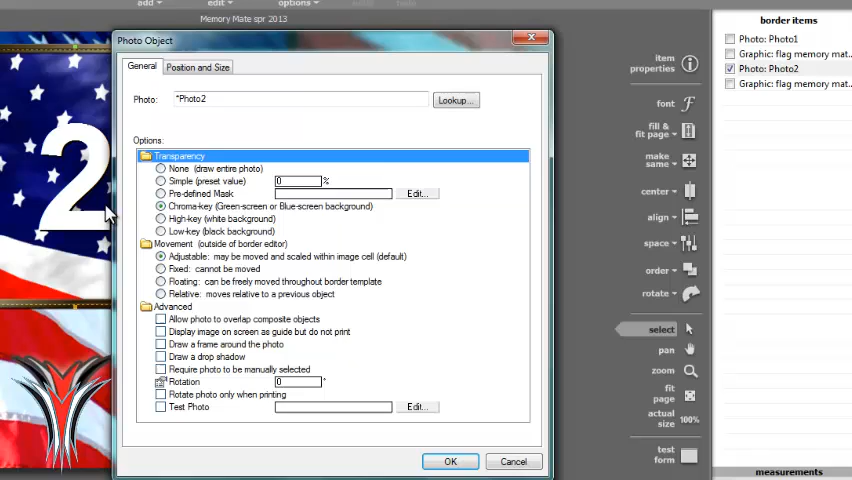 add edit options tools
Memory Mate spr 2013
border items
Photo Object
Photo: Photo1
Graphic: flag memory mat...
Photo: Photo2
Graphic: flag memory mat...
General
Position and Size
item properties
Photo:
*Photo2
Lookup...
font
Options:
fill & fit page
Transparency
None (draw entire photo)
Simple (preset value)
0
%
Pre-defined Mask
Edit...
Chroma-key (Green-screen or Blue-screen background)
High-key (white background)
Low-key (black background)
Movement (outside of border editor)
Adjustable: may be moved and scaled within image cell (default)
Fixed: cannot be moved
Floating: can be freely moved throughout border template
Relative: moves relative to a previous object
Advanced
Allow photo to overlap composite objects
Display image on screen as guide but do not print
Draw a frame around the photo
Draw a drop shadow
Require photo to be manually selected
Rotation
0
°
Rotate photo only when printing
Test Photo
Edit...
OK
Cancel
make same
center
align
space
order
rotate
select
pan
zoom
fit page
actual size
100%
test form
measurements
2